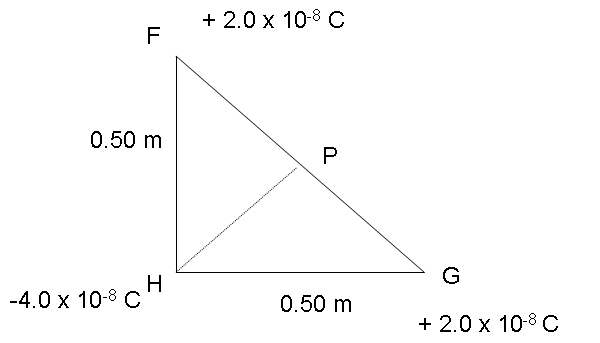 + 2.0 x 10⁻⁸ C
F
0.50 m
P
H
G
-4.0 x 10⁻⁸ C
0.50 m
+ 2.0 x 10⁻⁸ C